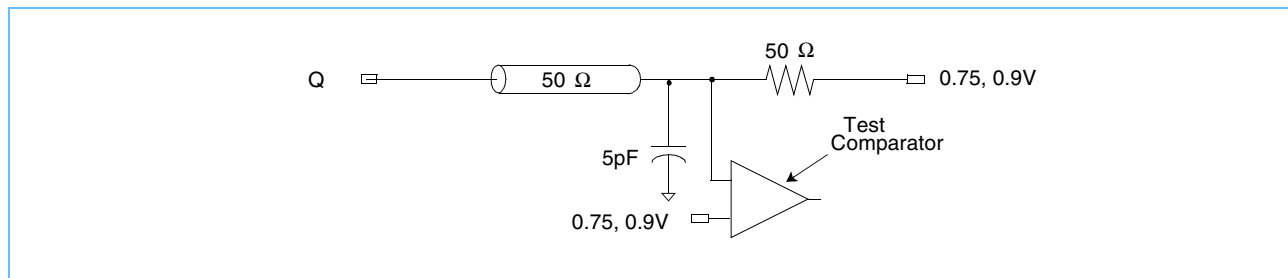 50 Ω
Q
50 Ω
0.75, 0.9V
Test
Comparator
5pF
0.75, 0.9V